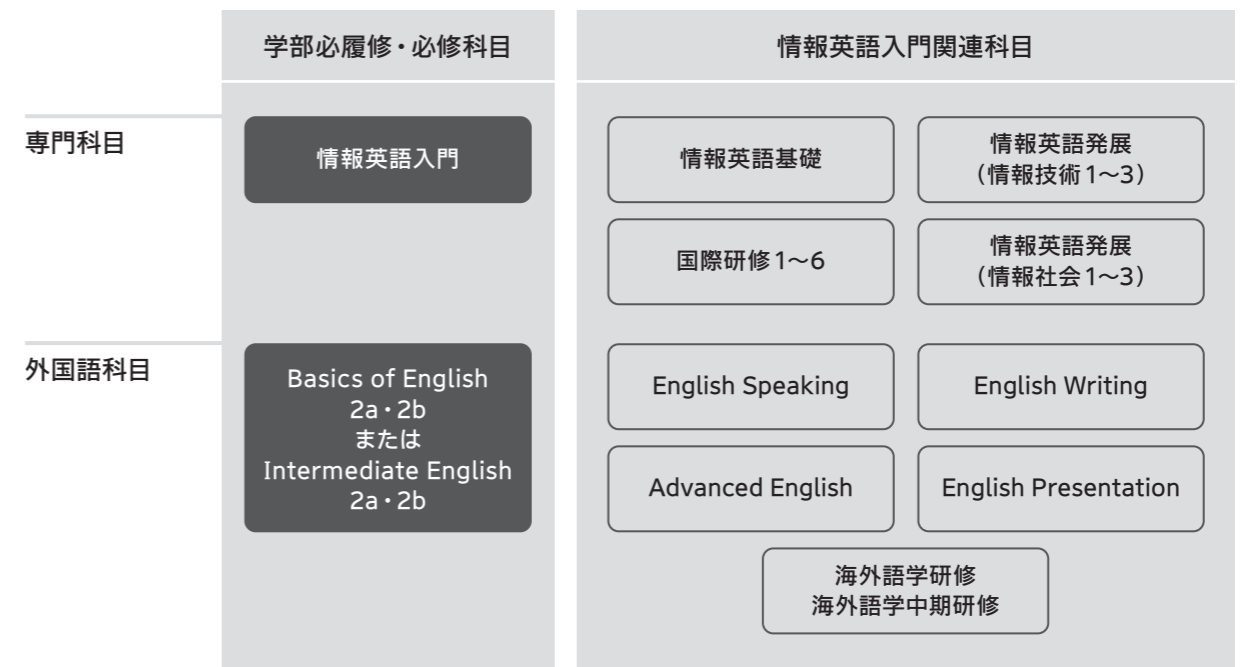 学部必履修・必修科目
情報英語入門関連科目
専門科目
情報英語入門
情報英語基礎
情報英語発展
（情報技術1～3）
国際研修1～6
情報英語発展
（情報社会1～3）
外国語科目
Basics of English
2a・2b
または
Intermediate English
2a・2b
English Speaking
English Writing
Advanced English
English Presentation
海外語学研修
海外語学中期研修